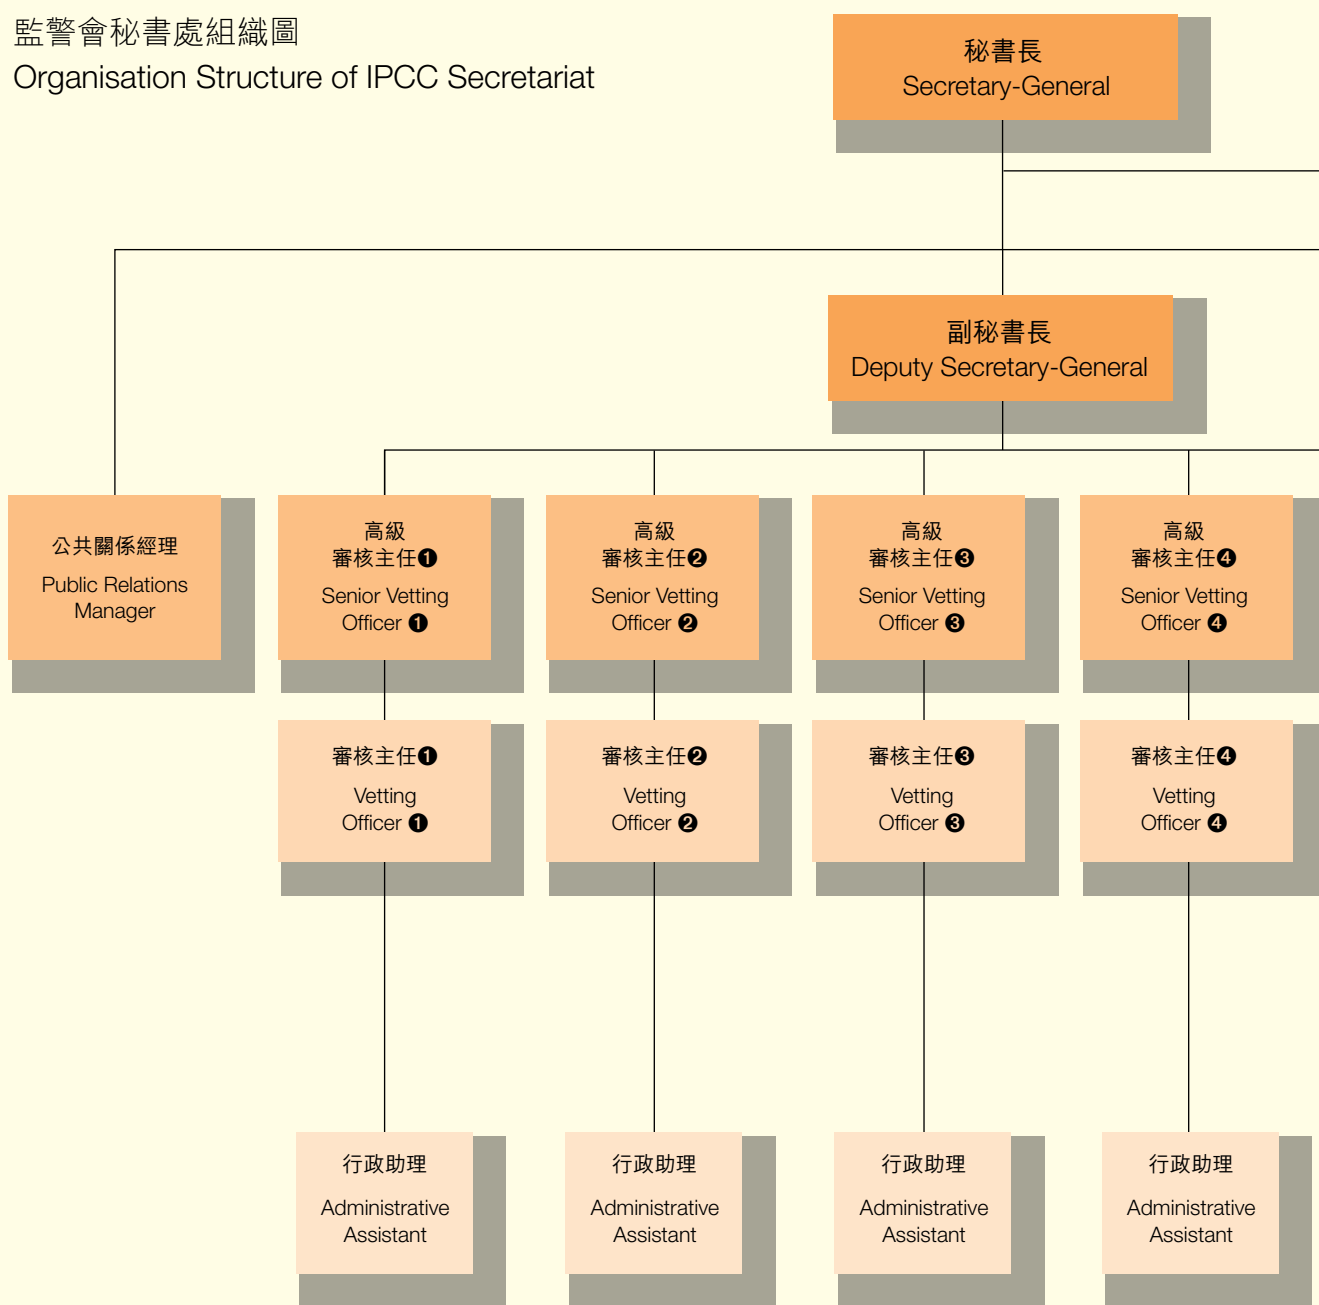 監警會秘書處組織圖
Organisation Structure of IPCC Secretariat
秘書長
Secretary-General
副秘書長
Deputy Secretary-General
公共關係經理
Public Relations
Manager
高級
審核主任❶
Senior Vetting
Officer ❶
高級
審核主任❷
Senior Vetting
Officer ❷
高級
審核主任❸
Senior Vetting
Officer ❸
高級
審核主任❹
Senior Vetting
Officer ❹
審核主任❶
Vetting
Officer ❶
審核主任❷
Vetting
Officer ❷
審核主任❸
Vetting
Officer ❸
審核主任❹
Vetting
Officer ❹
行政助理
Administrative
Assistant
行政助理
Administrative
Assistant
行政助理
Administrative
Assistant
行政助理
Administrative
Assistant